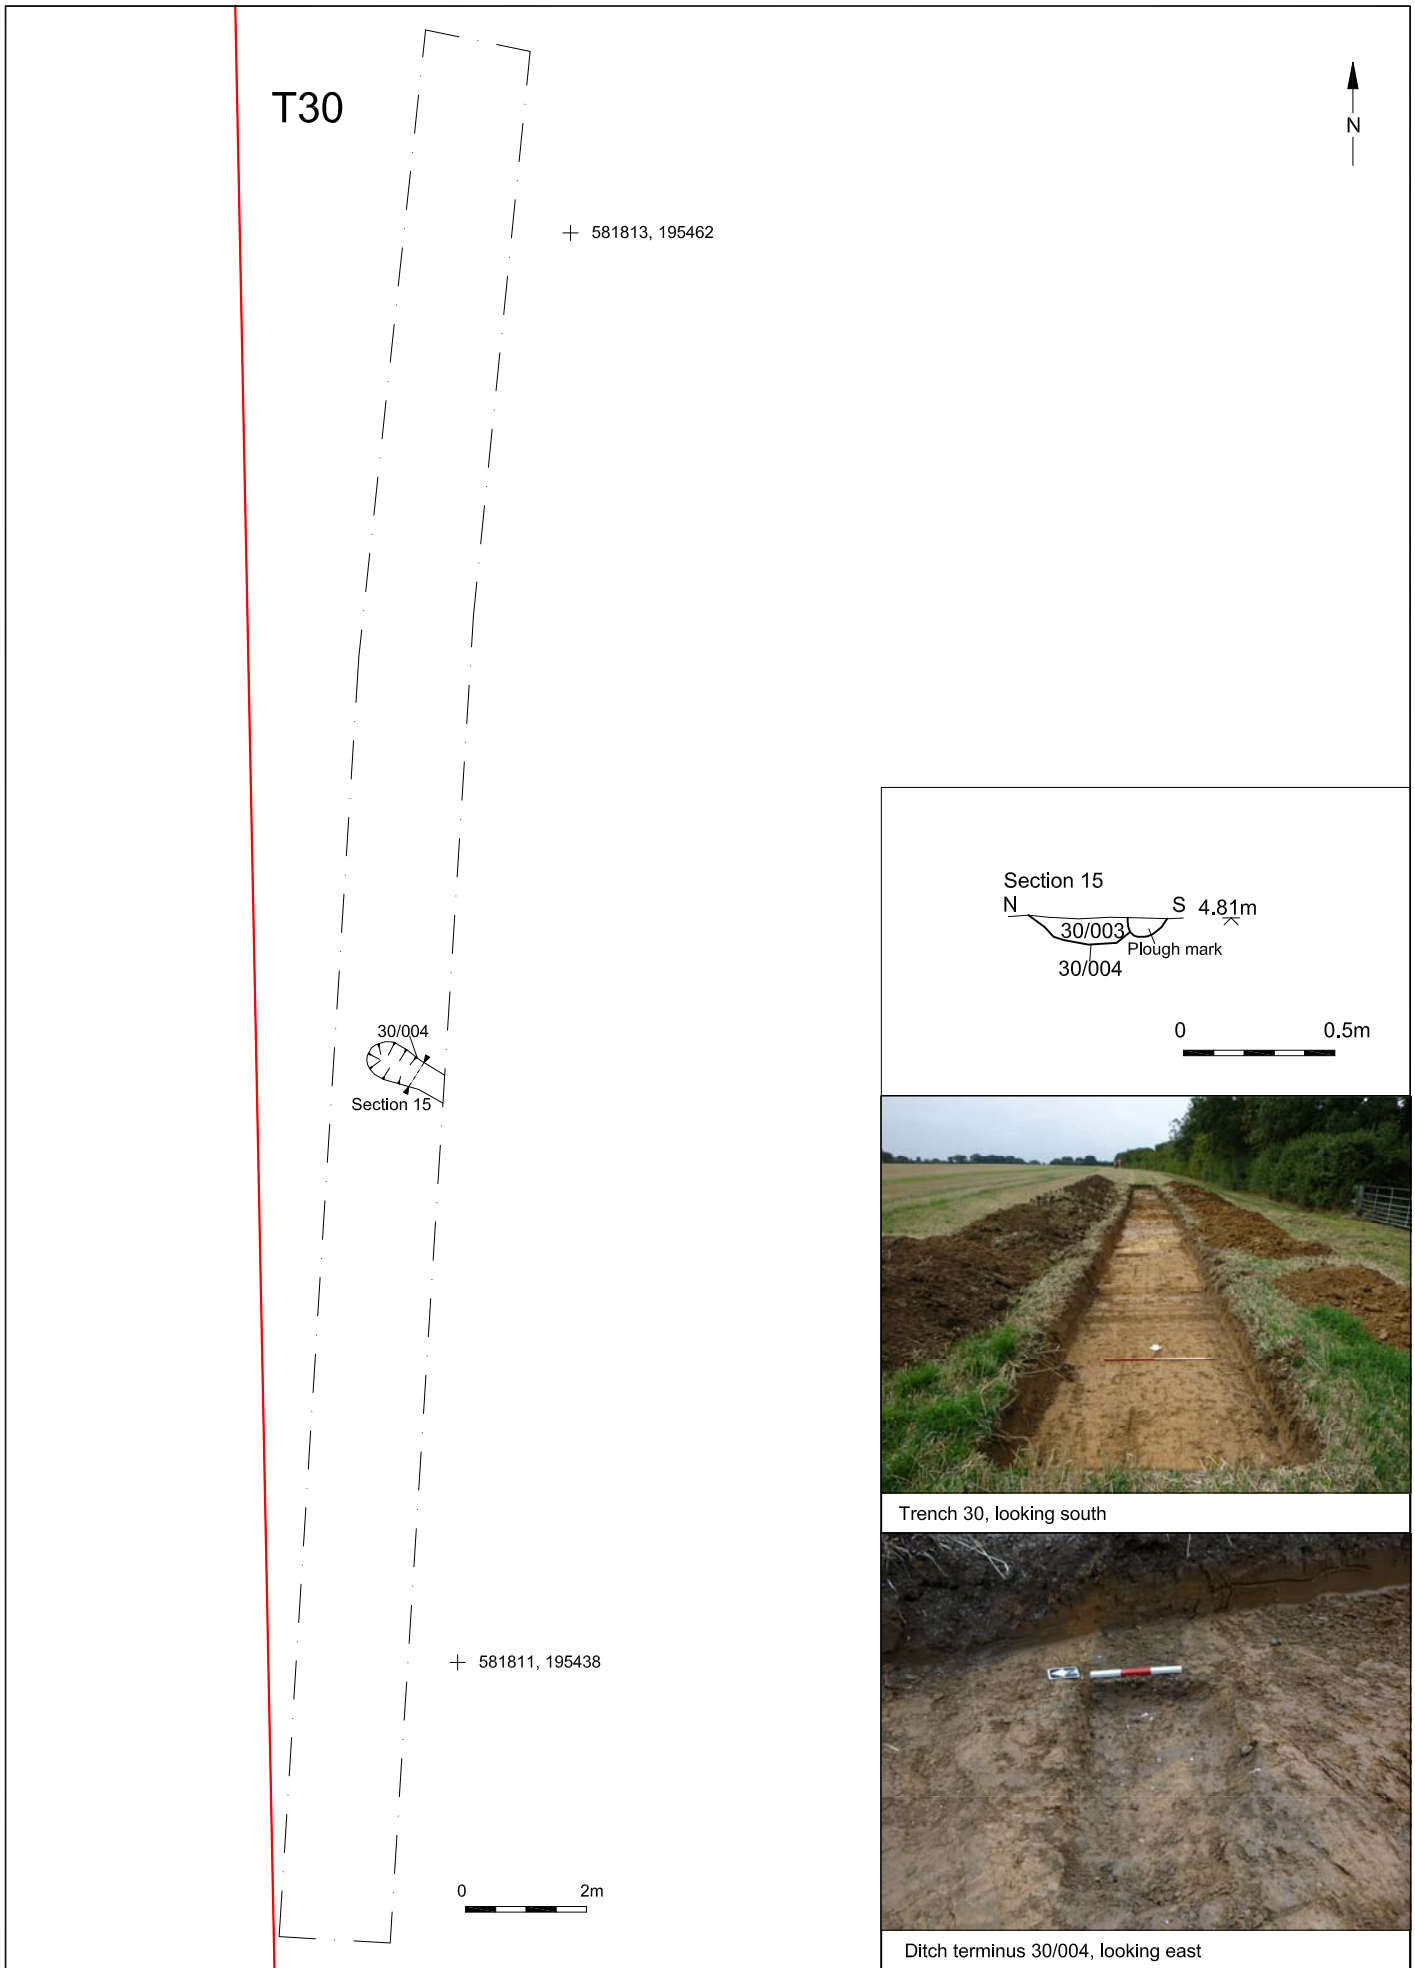 T30
N
581813, 195462
Section 15
N
S 4.81m
30/003
Plough mark
30/004
0 0.5m
30/004
Section 15
Trench 30, looking south
581811, 195438
0 2m
Ditch terminus 30/004, looking east